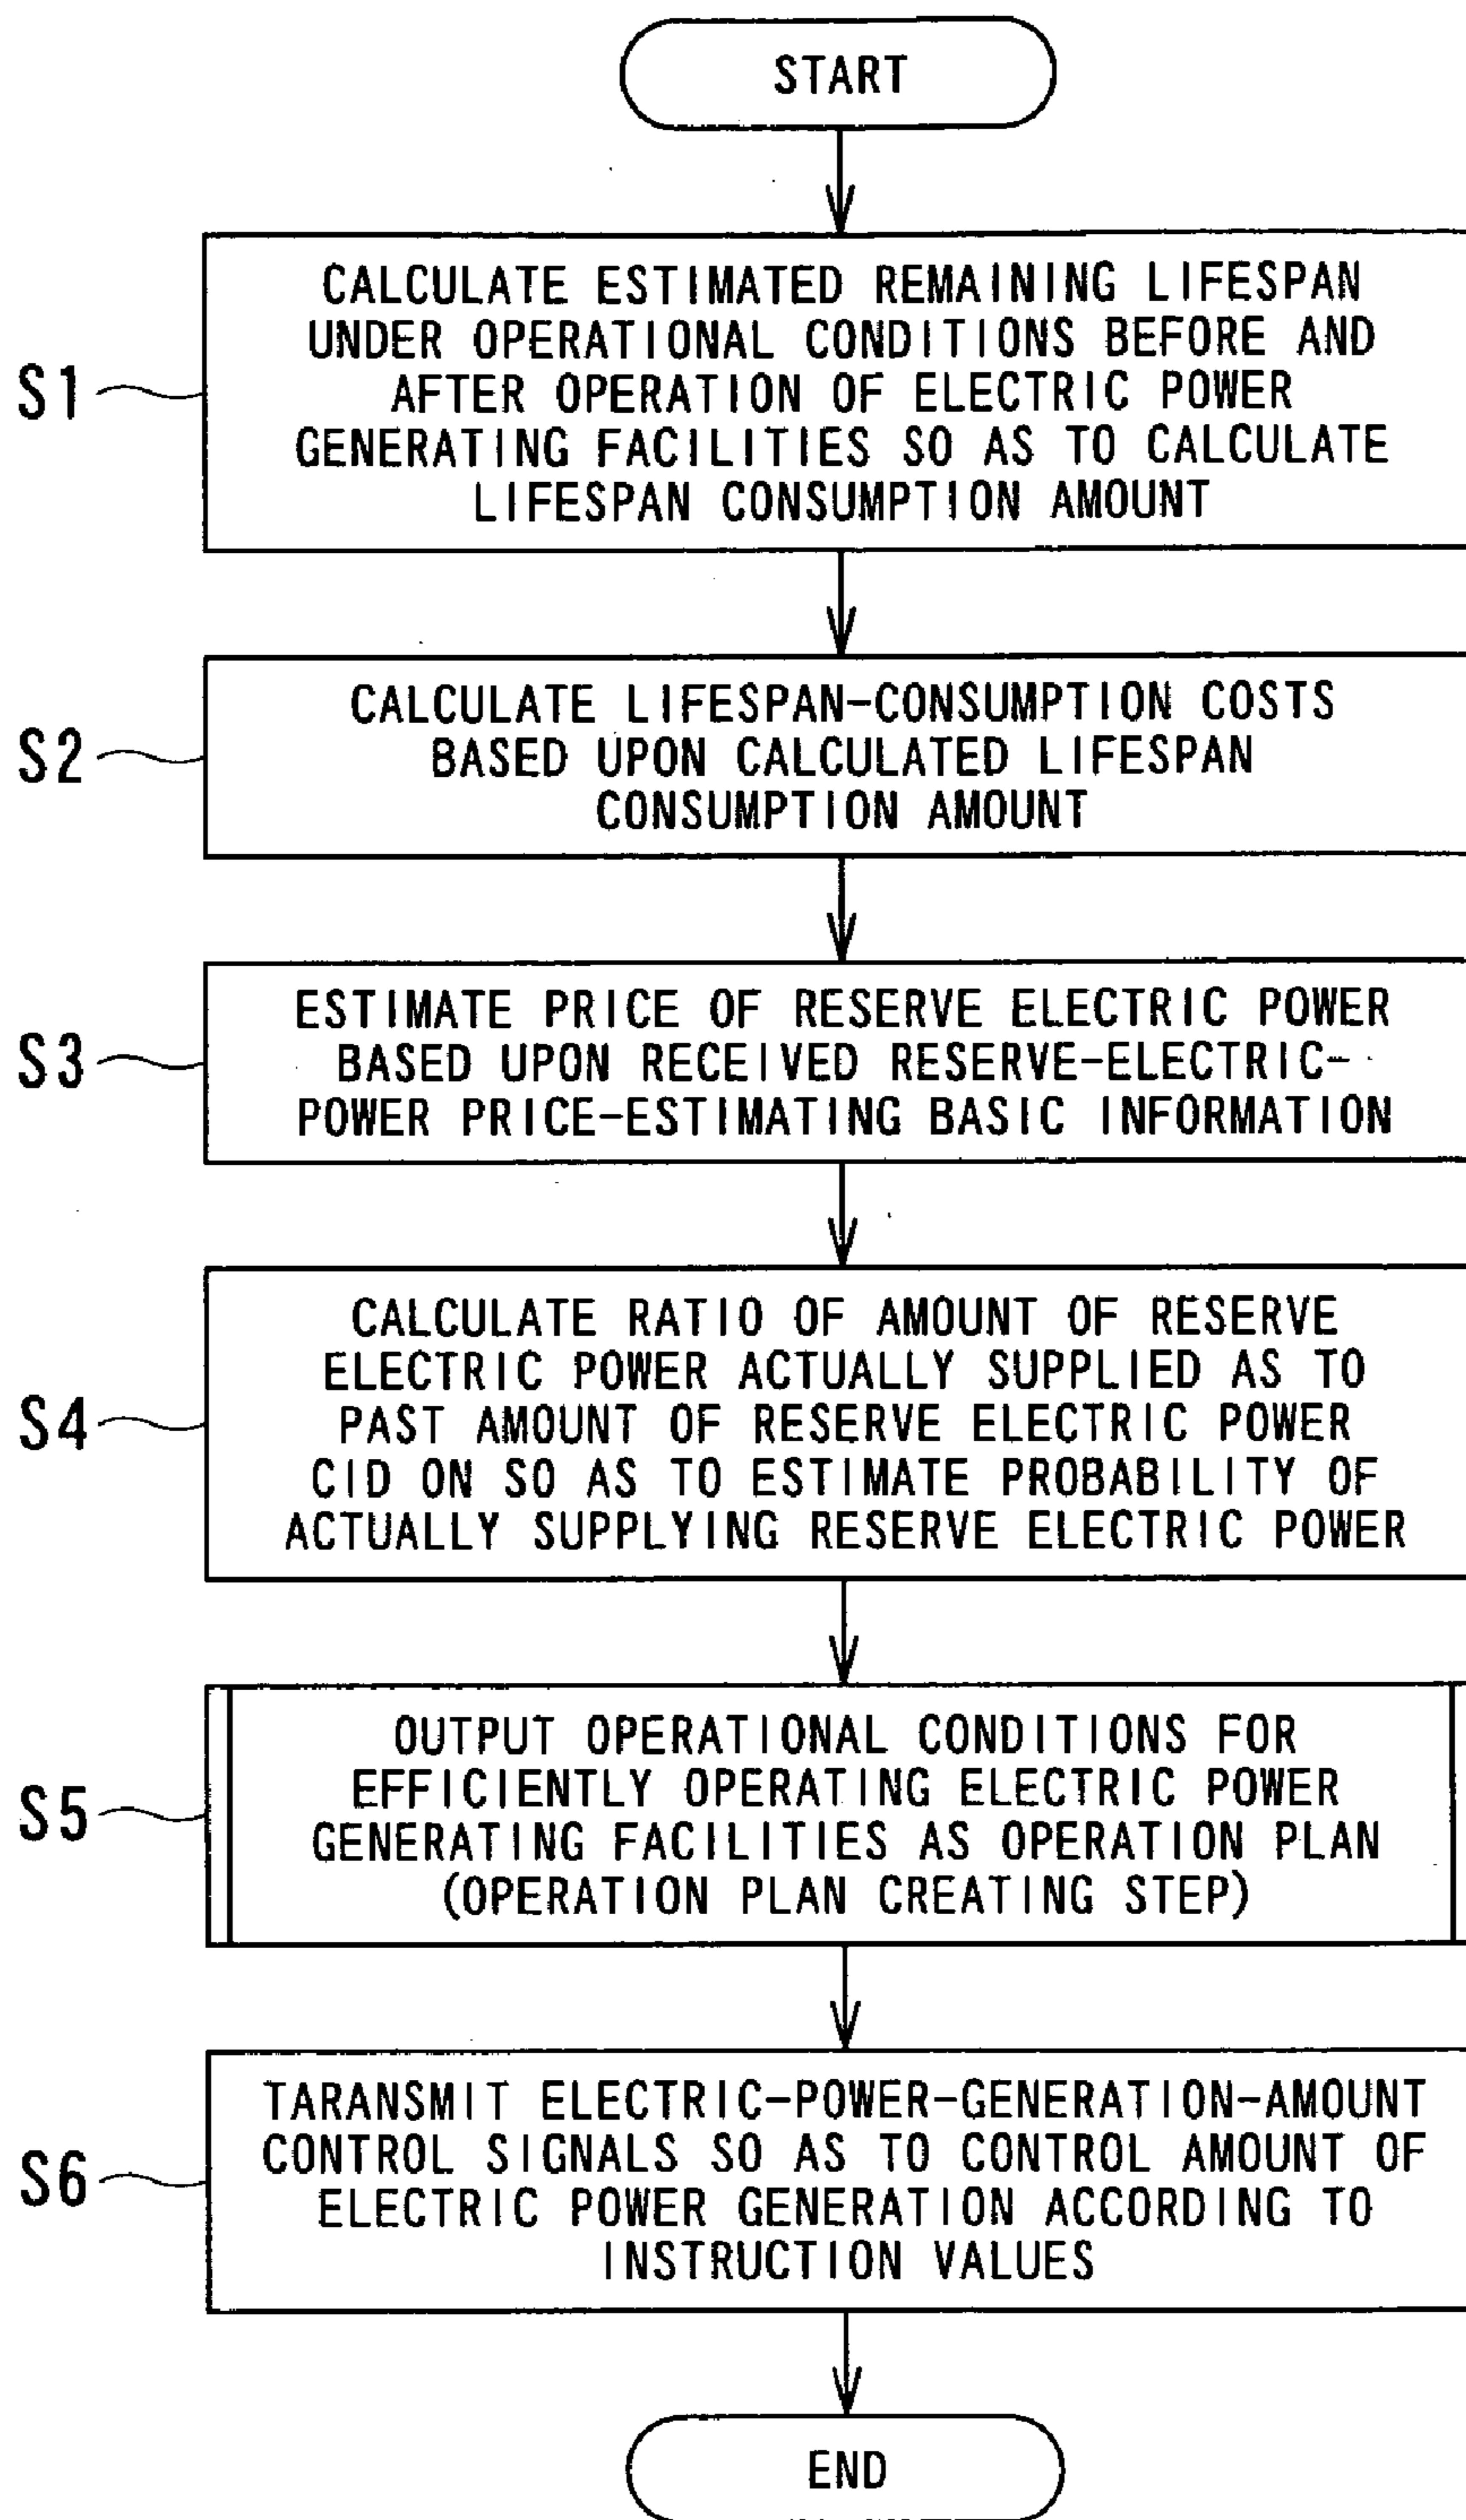 START
CALCULATE ESTIMATED REMAINING LIFESPAN
UNDER OPERATIONAL CONDITIONS BEFORE AND
AFTER OPERATION OF ELECTRIC POWER
GENERATING FACILITIES SO AS TO CALCULATE
LIFESPAN CONSUMPTION AMOUNT
S1
CALCULATE LIFESPAN-CONSUMPTION COSTS
BASED UPON CALCULATED LIFESPAN
CONSUMPTION AMOUNT
S2
ESTIMATE PRICE OF RESERVE ELECTRIC POWER
BASED UPON RECEIVED RESERVE-ELECTRIC-
POWER PRICE-ESTIMATING BASIC INFORMATION
S3
CALCULATE RATIO OF AMOUNT OF RESERVE
ELECTRIC POWER ACTUALLY SUPPLIED AS TO
PAST AMOUNT OF RESERVE ELECTRIC POWER
CID ON SO AS TO ESTIMATE PROBABILITY OF
ACTUALLY SUPPLYING RESERVE ELECTRIC POWER
S4
OUTPUT OPERATIONAL CONDITIONS FOR
EFFICIENTLY OPERATING ELECTRIC POWER
GENERATING FACILITIES AS OPERATION PLAN
(OPERATION PLAN CREATING STEP)
S5
TARANSMIT ELECTRIC-POWER-GENERATION-AMOUNT
CONTROL SIGNALS SO AS TO CONTROL AMOUNT OF
ELECTRIC POWER GENERATION ACCORDING TO
INSTRUCTION VALUES
S6
END